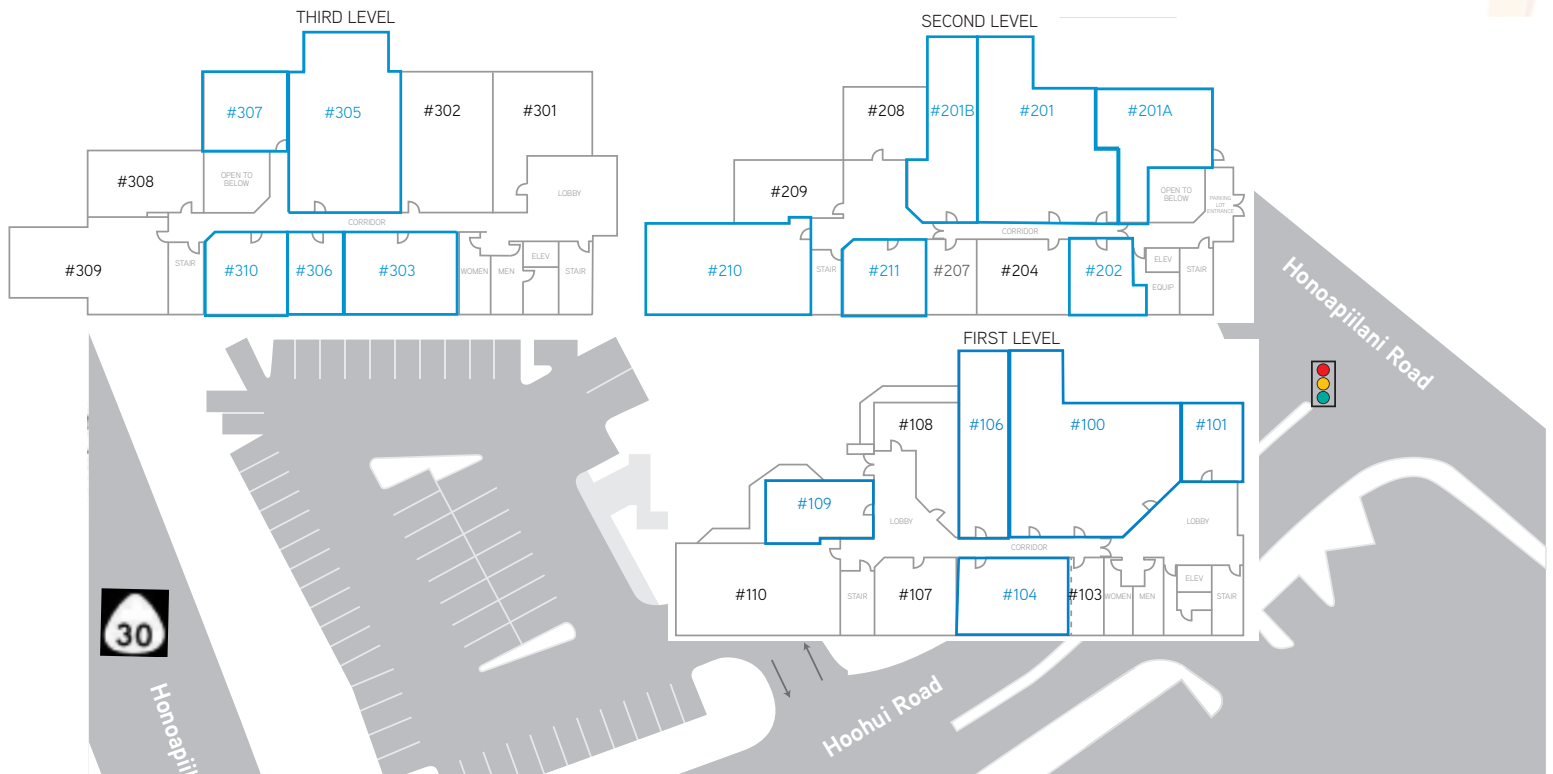 THIRD LEVEL
#307
#305
#302
#301
#308
OPEN TO
BELOW
LOBBY
CORRIDOR
#309
STAIR
#310
#306
#303
WOMEN
MEN
ELEV
STAIR
SECOND LEVEL
#208
#201B
#201
#201A
#209
OPEN TO
BELOW
PARKING
LOT
ENTRANCE
CORRIDOR
#210
STAIR
#211
#207
#204
#202
ELEV
EQUIP
STAIR
FIRST LEVEL
#108
#106
#100
#101
#109
LOBBY
LOBBY
CORRIDOR
#110
STAIR
#107
#104
#103
WOMEN
MEN
ELEV
STAIR
Honoapiilani Road
30
Honoapiil
Hoohui Road